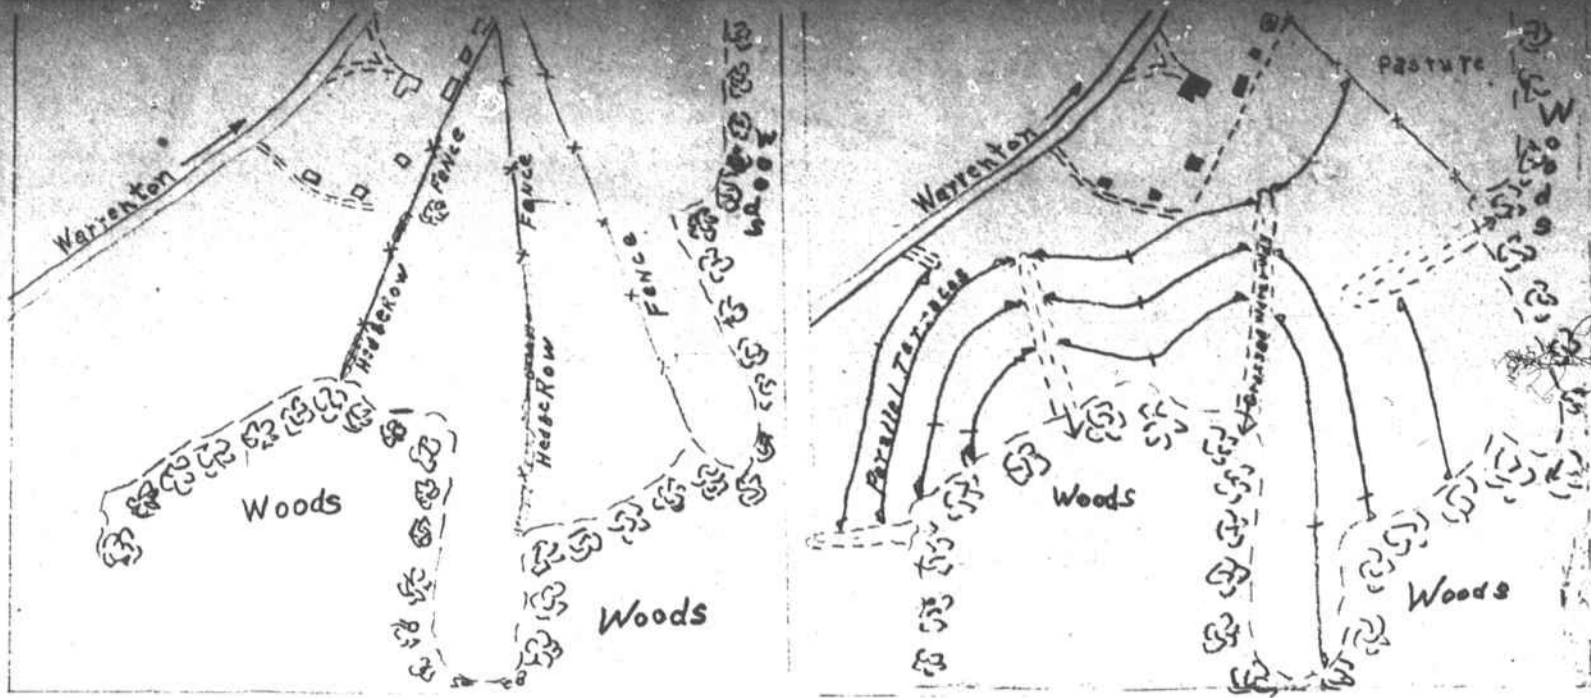 Warrenton
Fence
Fence
Fence
HedgeRow
HedgeRow
Woods
Woods
Woods
Warrenton
Pasture
Woods
Parallel Terraces
Woods
Woods